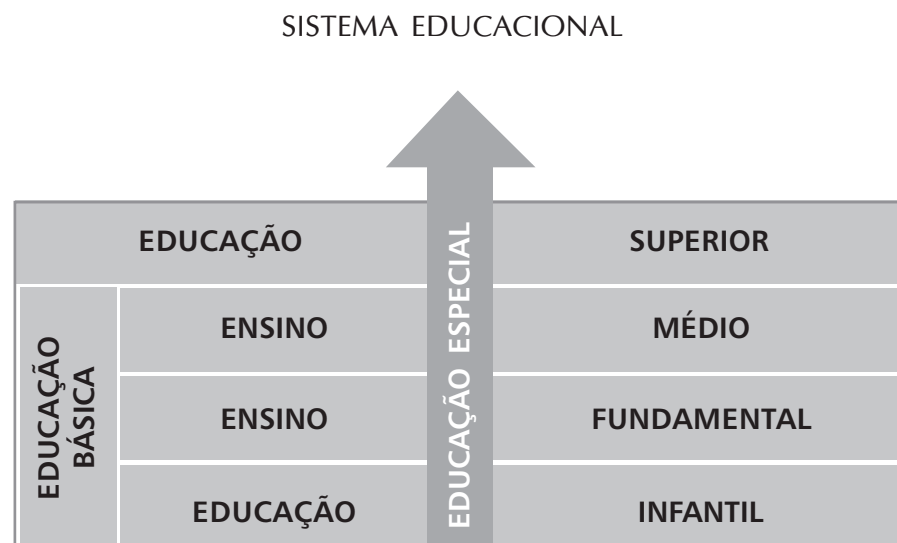 SISTEMA EDUCACIONAL
EDUCAÇÃO SUPERIOR
EDUCAÇÃO
BÁSICA
ENSINO MÉDIO
ENSINO FUNDAMENTAL
EDUCAÇÃO INFANTIL
EDUCAÇÃO ESPECIAL